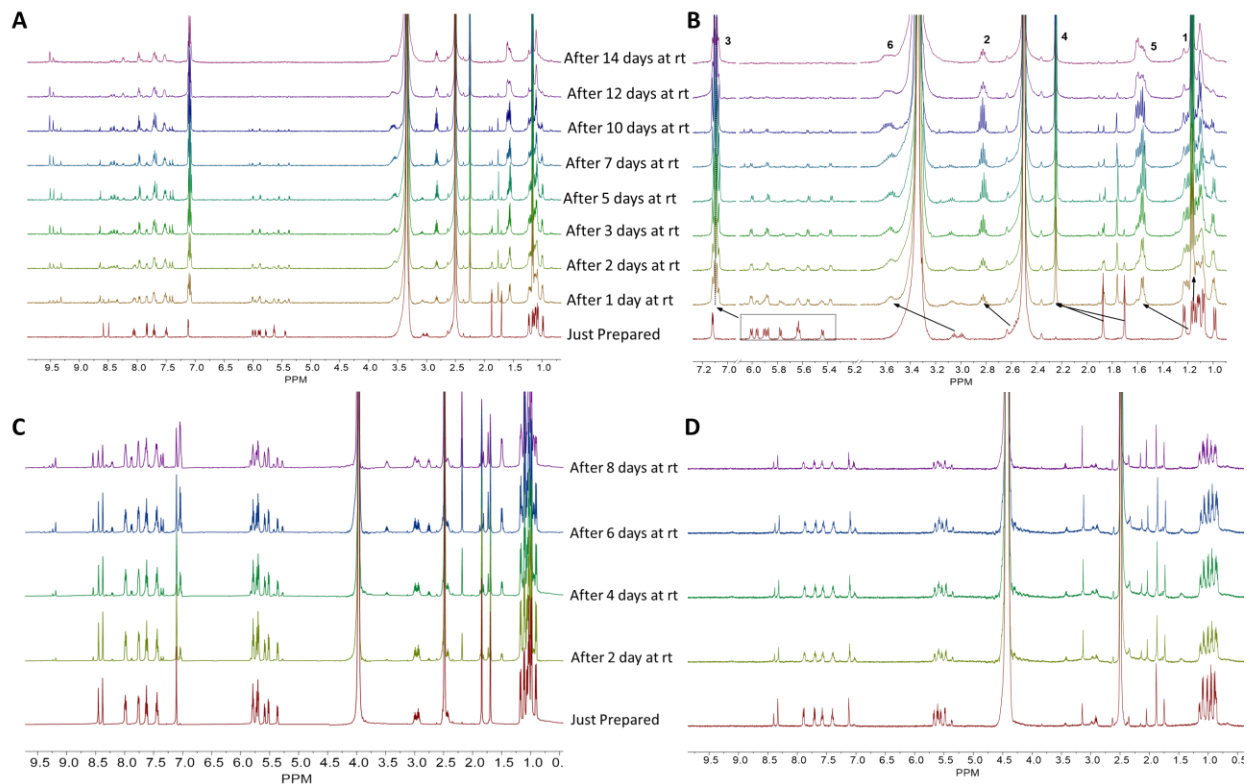 A
B
3
6
2
4
5
1
After 14 days at rt
After 12 days at rt
After 10 days at rt
After 7 days at rt
After 5 days at rt
After 3 days at rt
After 2 days at rt
After 1 day at rt
Just Prepared
9.5 9.0 8.5 8.0 7.5 7.0 6.5 6.0 5.5 5.0 4.5 4.0 3.5 3.0 2.5 2.0 1.5 1.0
PPM
7.2 7.0 6.0 5.8 5.6 5.4 5.2 3.8 3.6 3.4 3.2 3.0 2.8 2.6 2.4 2.2 2.0 1.8 1.6 1.4 1.2 1.0
PPM
C
D
After 8 days at rt
After 6 days at rt
After 4 days at rt
After 2 day at rt
Just Prepared
9.5 9.0 8.5 8.0 7.5 7.0 6.5 6.0 5.5 5.0 4.5 4.0 3.5 3.0 2.5 2.0 1.5 1.0 0.5
PPM
9.5 9.0 8.5 8.0 7.5 7.0 6.5 6.0 5.5 5.0 4.5 4.0 3.5 3.0 2.5 2.0 1.5 1.0 0.5
PPM